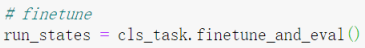 # finetune
run_states = cls_task.finetune_and_eval()